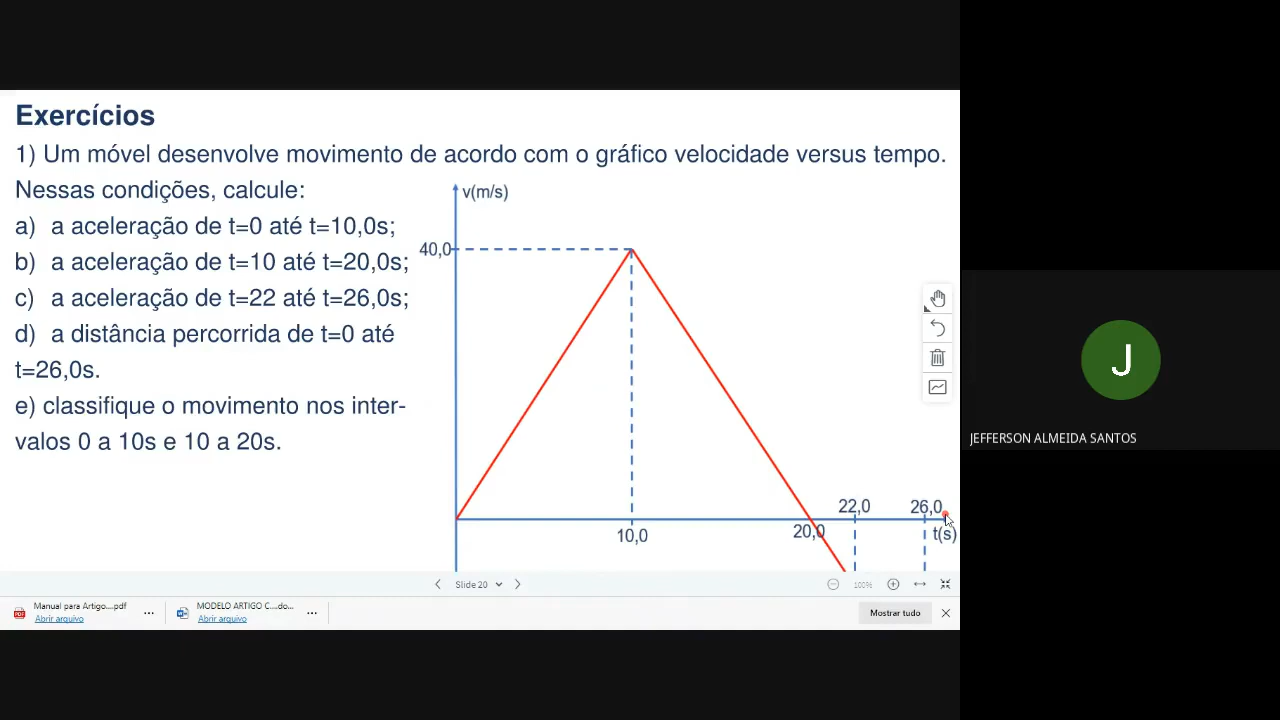 Exercícios
1) Um móvel desenvolve movimento de acordo com o gráfico velocidade versus tempo.
Nessas condições, calcule:
a) a aceleração de t=0 até t=10,0s;
b) a aceleração de t=10 até t=20,0s;
c) a aceleração de t=22 até t=26,0s;
d) a distância percorrida de t=0 até
t=26,0s.
e) classifique o movimento nos inter-
valos 0 a 10s e 10 a 20s.
v(m/s)
40,0
10,0
20,0
22,0
26,0
t(s)
Slide 20
100%
Manual para Artigo....pdf
Abrir arquivo
MODELO ARTIGO C....do...
Abrir arquivo
Mostrar tudo
J
JEFFERSON ALMEIDA SANTOS